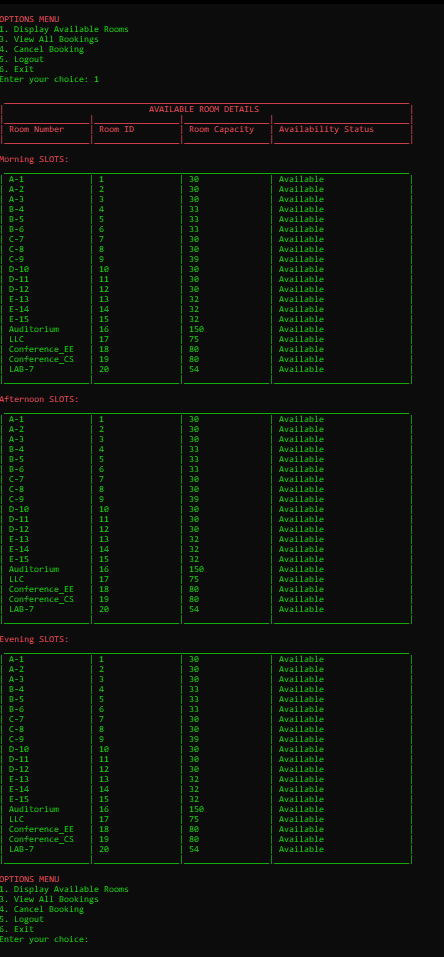 OPTIONS MENU
1. Display Available Rooms
3. View All Bookings
4. Cancel Booking
5. Logout
6. Exit
Enter your choice: 1
AVAILABLE ROOM DETAILS
Room Number | Room ID | Room Capacity | Availability Status
Morning SLOTS:
A-1 | 1 | 30 | Available
A-2 | 2 | 30 | Available
A-3 | 3 | 30 | Available
B-4 | 4 | 33 | Available
B-5 | 5 | 33 | Available
B-6 | 6 | 33 | Available
C-7 | 7 | 30 | Available
C-8 | 8 | 30 | Available
C-9 | 9 | 39 | Available
D-10 | 10 | 30 | Available
D-11 | 11 | 30 | Available
D-12 | 12 | 30 | Available
E-13 | 13 | 32 | Available
E-14 | 14 | 32 | Available
E-15 | 15 | 32 | Available
Auditorium | 16 | 150 | Available
LLC | 17 | 75 | Available
Conference_EE | 18 | 80 | Available
Conference_CS | 19 | 80 | Available
LAB-7 | 20 | 54 | Available
Afternoon SLOTS:
A-1 | 1 | 30 | Available
A-2 | 2 | 30 | Available
A-3 | 3 | 30 | Available
B-4 | 4 | 33 | Available
B-5 | 5 | 33 | Available
B-6 | 6 | 33 | Available
C-7 | 7 | 30 | Available
C-8 | 8 | 30 | Available
C-9 | 9 | 39 | Available
D-10 | 10 | 30 | Available
D-11 | 11 | 30 | Available
D-12 | 12 | 30 | Available
E-13 | 13 | 32 | Available
E-14 | 14 | 32 | Available
E-15 | 15 | 32 | Available
Auditorium | 16 | 150 | Available
LLC | 17 | 75 | Available
Conference_EE | 18 | 80 | Available
Conference_CS | 19 | 80 | Available
LAB-7 | 20 | 54 | Available
Evening SLOTS:
A-1 | 1 | 30 | Available
A-2 | 2 | 30 | Available
A-3 | 3 | 30 | Available
B-4 | 4 | 33 | Available
B-5 | 5 | 33 | Available
B-6 | 6 | 33 | Available
C-7 | 7 | 30 | Available
C-8 | 8 | 30 | Available
C-9 | 9 | 39 | Available
D-10 | 10 | 30 | Available
D-11 | 11 | 30 | Available
D-12 | 12 | 30 | Available
E-13 | 13 | 32 | Available
E-14 | 14 | 32 | Available
E-15 | 15 | 32 | Available
Auditorium | 16 | 150 | Available
LLC | 17 | 75 | Available
Conference_EE | 18 | 80 | Available
Conference_CS | 19 | 80 | Available
LAB-7 | 20 | 54 | Available
OPTIONS MENU
1. Display Available Rooms
3. View All Bookings
4. Cancel Booking
5. Logout
6. Exit
Enter your choice: